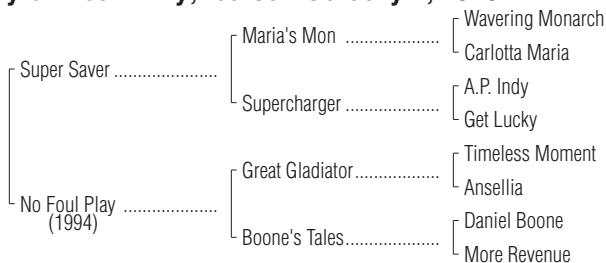 Wavering Monarch
Maria's Mon ....................
Carlotta Maria
Super Saver ......................
A.P. Indy
Supercharger ....................
Get Lucky
Timeless Moment
Great Gladiator..................
Ansellia
No Foul Play ....................
(1994)
Daniel Boone
Boone's Tales....................
More Revenue